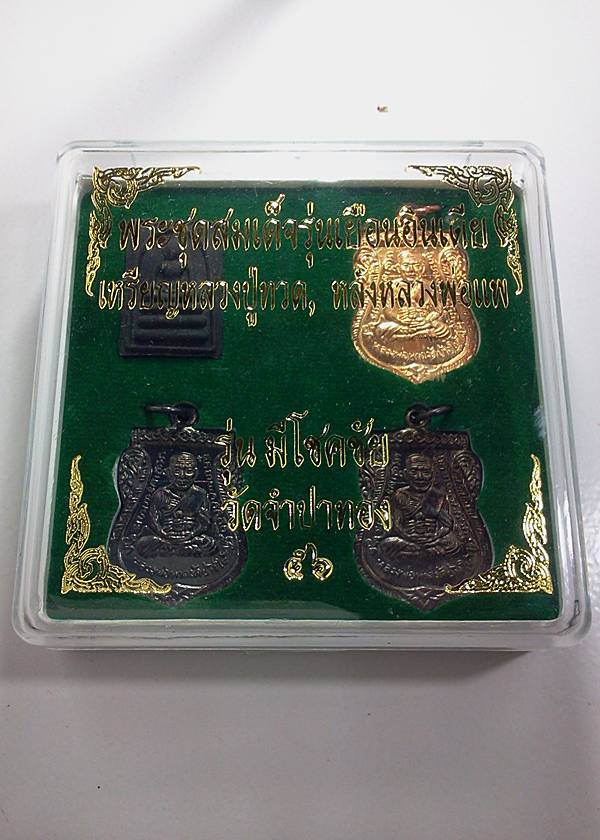 พระชุดสมเด็จรุ่นเยือนอินเดีย
เหรียญหลวงปู่ทวด, หลังหลวงพ่อแพ
รุ่น มีโชคชัย
วัดจำปาทอง
๕๖